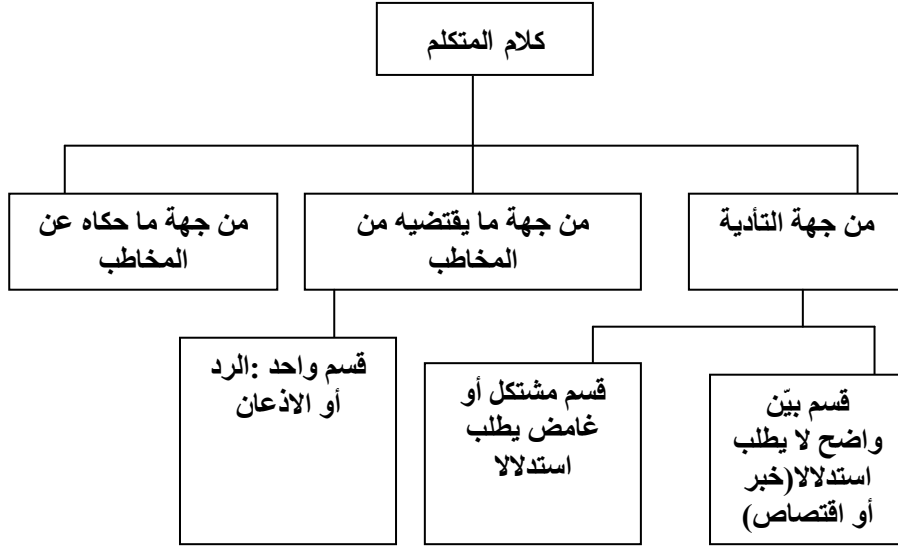 كلام المتكلم
من جهة التأدية
من جهة ما يقتضيه من
المخاطب
من جهة ما حكاه عن
المخاطب
قسم بيّن
واضح لا يطلب
استدلالا(خبر
أو اقتصاص)
قسم مشتكل أو
غامض يطلب
استدلالا
قسم واحد :الرد
أو الاذعان